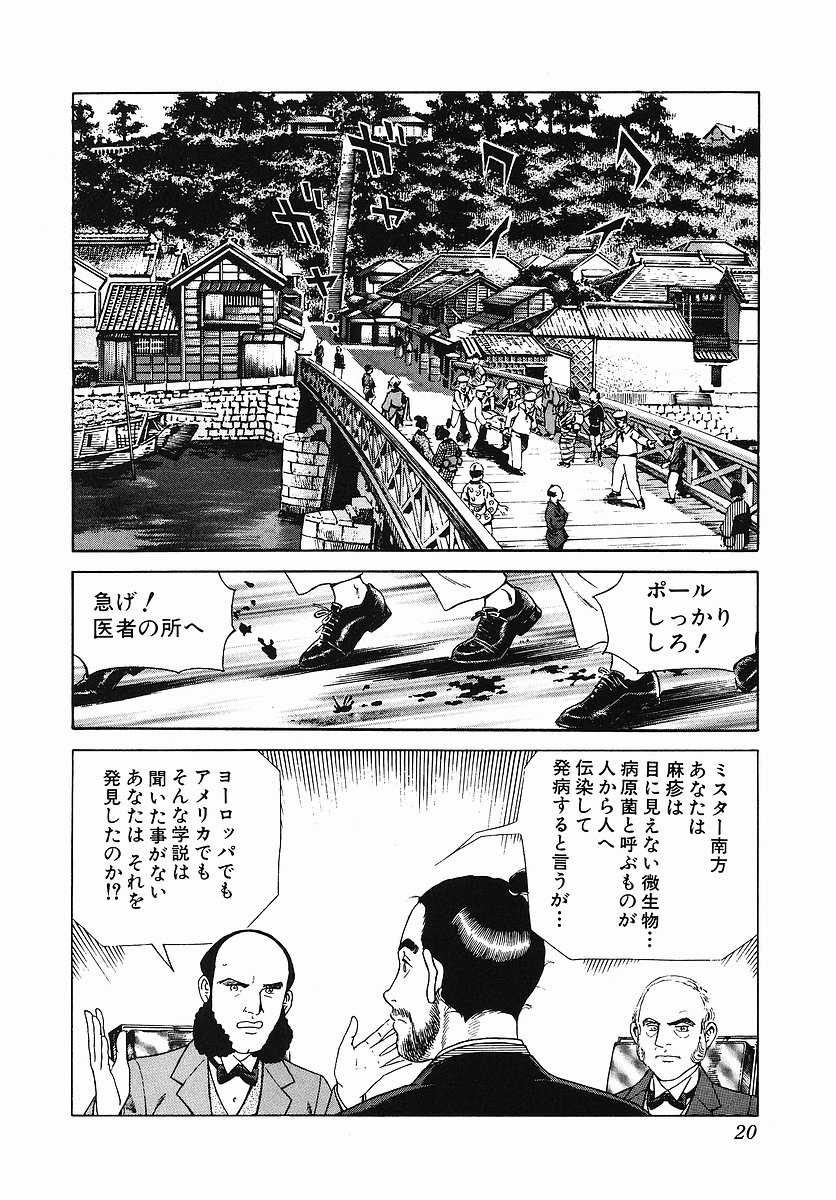 ガヤ
ガヤ
ザ
ワ
ザ
ワ
ポール
しっかり
しろ!
急げ!
医者の所へ
ミスター南方
あなたは
麻疹は
目に見えない微生物…
病原菌と呼ぶものが
人から人へ
伝染して
発病すると言うが…
ヨーロッパでも
アメリカでも
そんな学説は
聞いた事がない
あなたは それを
発見したのか!?
20